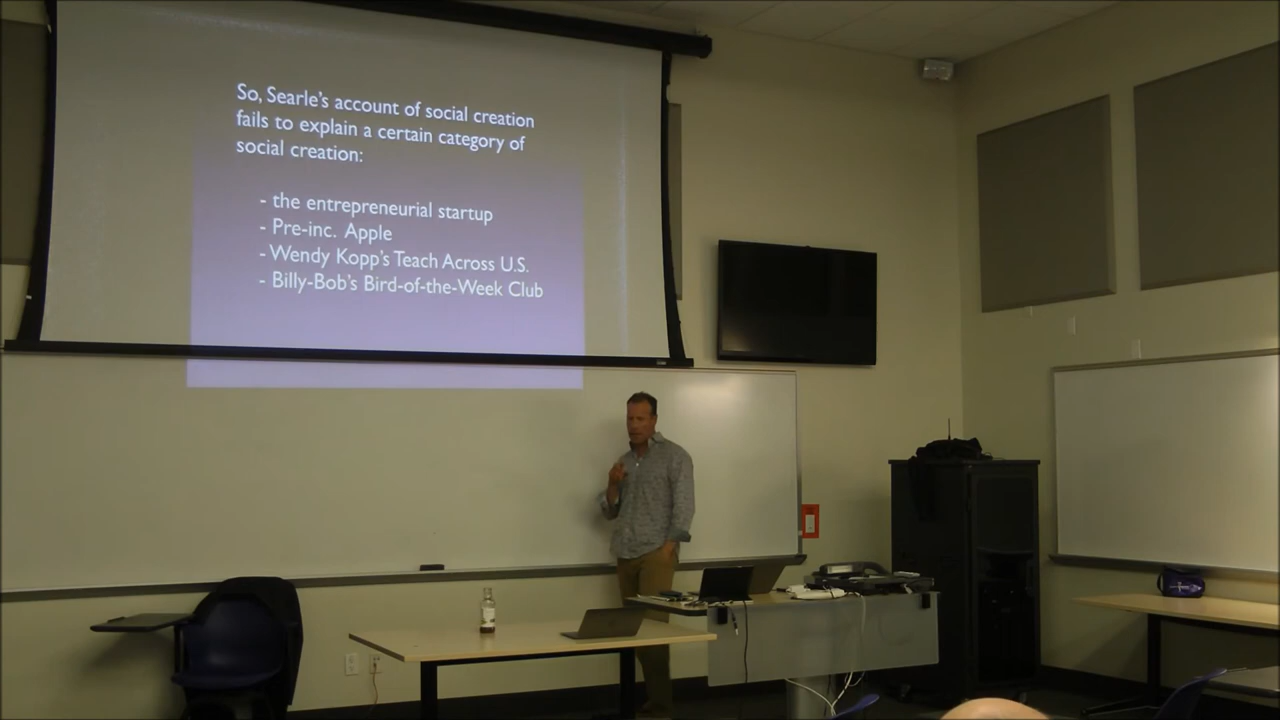 So, Searle's account of social creation
fails to explain a certain category of
social creation:
- the entrepreneurial startup
- Pre-inc. Apple
- Wendy Kopp's Teach Across U.S.
- Billy-Bob's Bird-of-the-Week Club